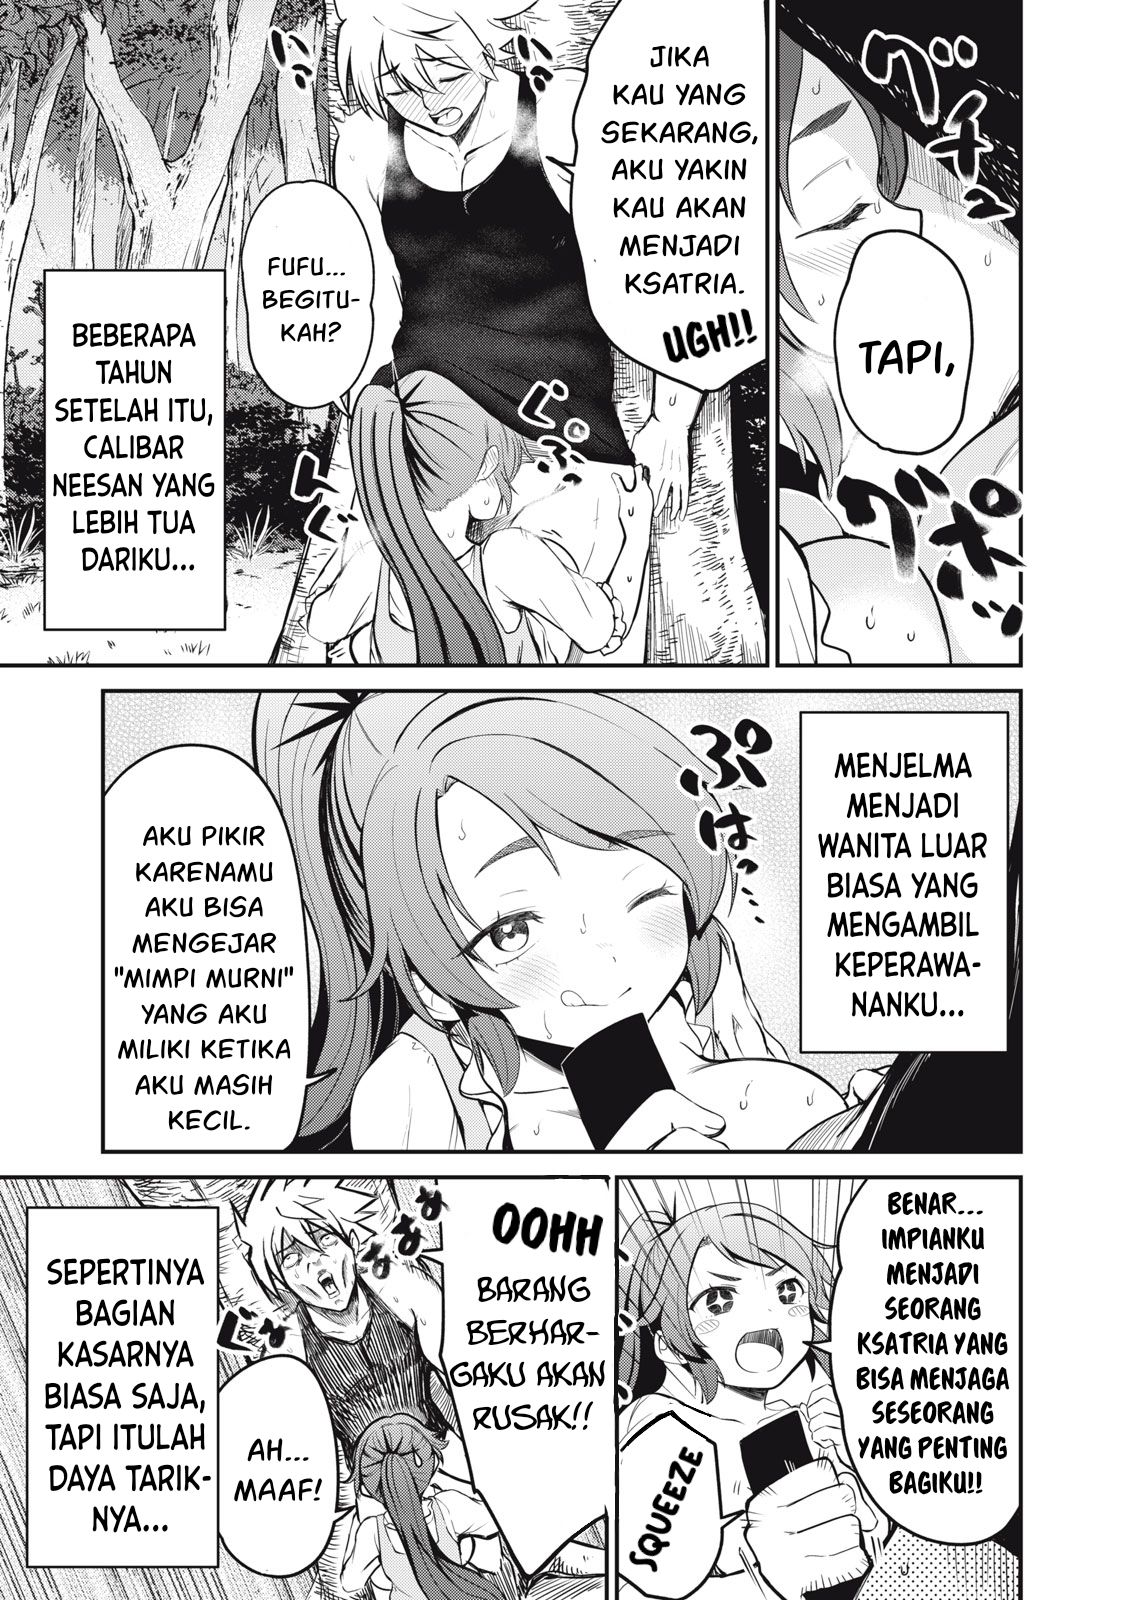 TAPI,
JIKA
KAU YANG
SEKARANG,
AKU YAKIN
KAU AKAN
MENJADI
KSATRIA.
UGH!!
FUFU...
BEGITU-
KAH?
BEBERAPA
TAHUN
SETELAH ITU,
CALIBAR
NEESAN YANG
LEBIH TUA
DARIKU...
MENJELMA
MENJADI
WANITA LUAR
BIASA YANG
MENGAMBIL
KEPERAWA-
NANKU...
ぷはっ…
AKU PIKIR
KARENAMU
AKU BISA
MENGEJAR
"MIMPI MURNI"
YANG AKU
MILIKI KETIKA
AKU MASIH
KECIL.
BENAR...
IMPIANKU
MENJADI
SEORANG
KSATRIA YANG
BISA MENJAGA
SESEORANG
YANG PENTING
BAGIKU!!
SQUEEZE
OOHH
BARANG
BERHAR-
GAKU AKAN
RUSAK!!
AH...
MAAF!
SEPERTINYA
BAGIAN
KASARNYA
BIASA SAJA,
TAPI ITULAH
DAYA TARIK-
NYA...